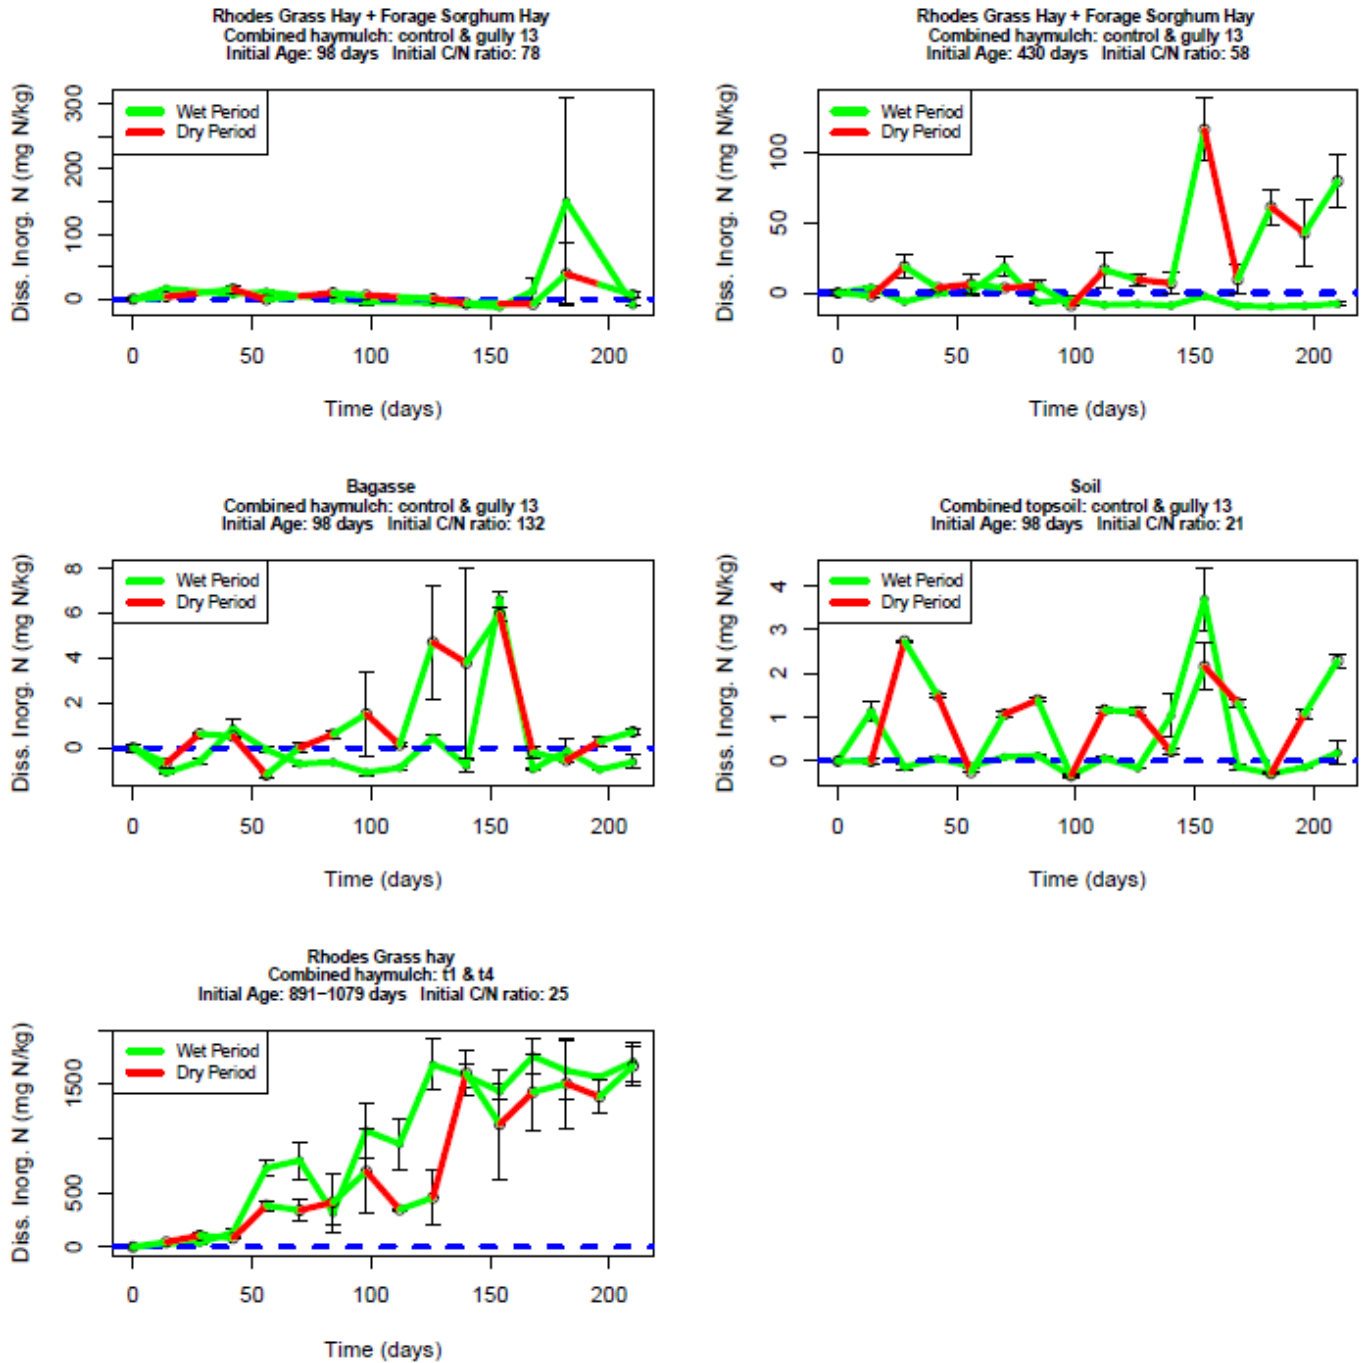 Rhodes Grass Hay + Forage Sorghum Hay
Combined haymulch: control & gully 13
Initial Age: 98 days Initial C/N ratio: 78
Diss. Inorg. N (mg N/kg)
300
200
100
0
Wet Period
Dry Period
0 50 100 150 200
Time (days)
Rhodes Grass Hay + Forage Sorghum Hay
Combined haymulch: control & gully 13
Initial Age: 430 days Initial C/N ratio: 58
Diss. Inorg. N (mg N/kg)
100
50
0
Wet Period
Dry Period
0 50 100 150 200
Time (days)
Bagasse
Combined haymulch: control & gully 13
Initial Age: 98 days Initial C/N ratio: 132
Diss. Inorg. N (mg N/kg)
8
6
4
2
0
Wet Period
Dry Period
0 50 100 150 200
Time (days)
Soil
Combined topsoil: control & gully 13
Initial Age: 98 days Initial C/N ratio: 21
Diss. Inorg. N (mg N/kg)
4
3
2
1
0
Wet Period
Dry Period
0 50 100 150 200
Time (days)
Rhodes Grass hay
Combined haymulch: t1 & t4
Initial Age: 891−1079 days Initial C/N ratio: 25
Diss. Inorg. N (mg N/kg)
1500
500
0
Wet Period
Dry Period
0 50 100 150 200
Time (days)